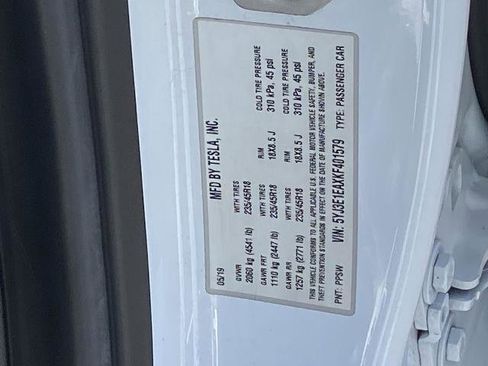 MFD BY TESLA, INC.
05/19
GVWR WITH TIRES RIM COLD TIRE PRESSURE
2060 kg (4541 lb) 235/45R18 18X8.5 J 310 kPa, 45 psi
GAWR FRT WITH TIRES RIM COLD TIRE PRESSURE
1110 kg (2447 lb) 235/45R18 18X8.5 J 310 kPa, 45 psi
GAWR RR WITH TIRES
1257 kg (2771 lb) 235/45R18
THIS VEHICLE CONFORMS TO ALL APPLICABLE U.S. FEDERAL MOTOR VEHICLE SAFETY, BUMPER, AND
THEFT PREVENTION STANDARDS IN EFFECT ON THE DATE OF MANUFACTURE SHOWN ABOVE.
VIN: 5YJ3E1EAXKF401579
PNT: PPSW TYPE: PASSENGER CAR